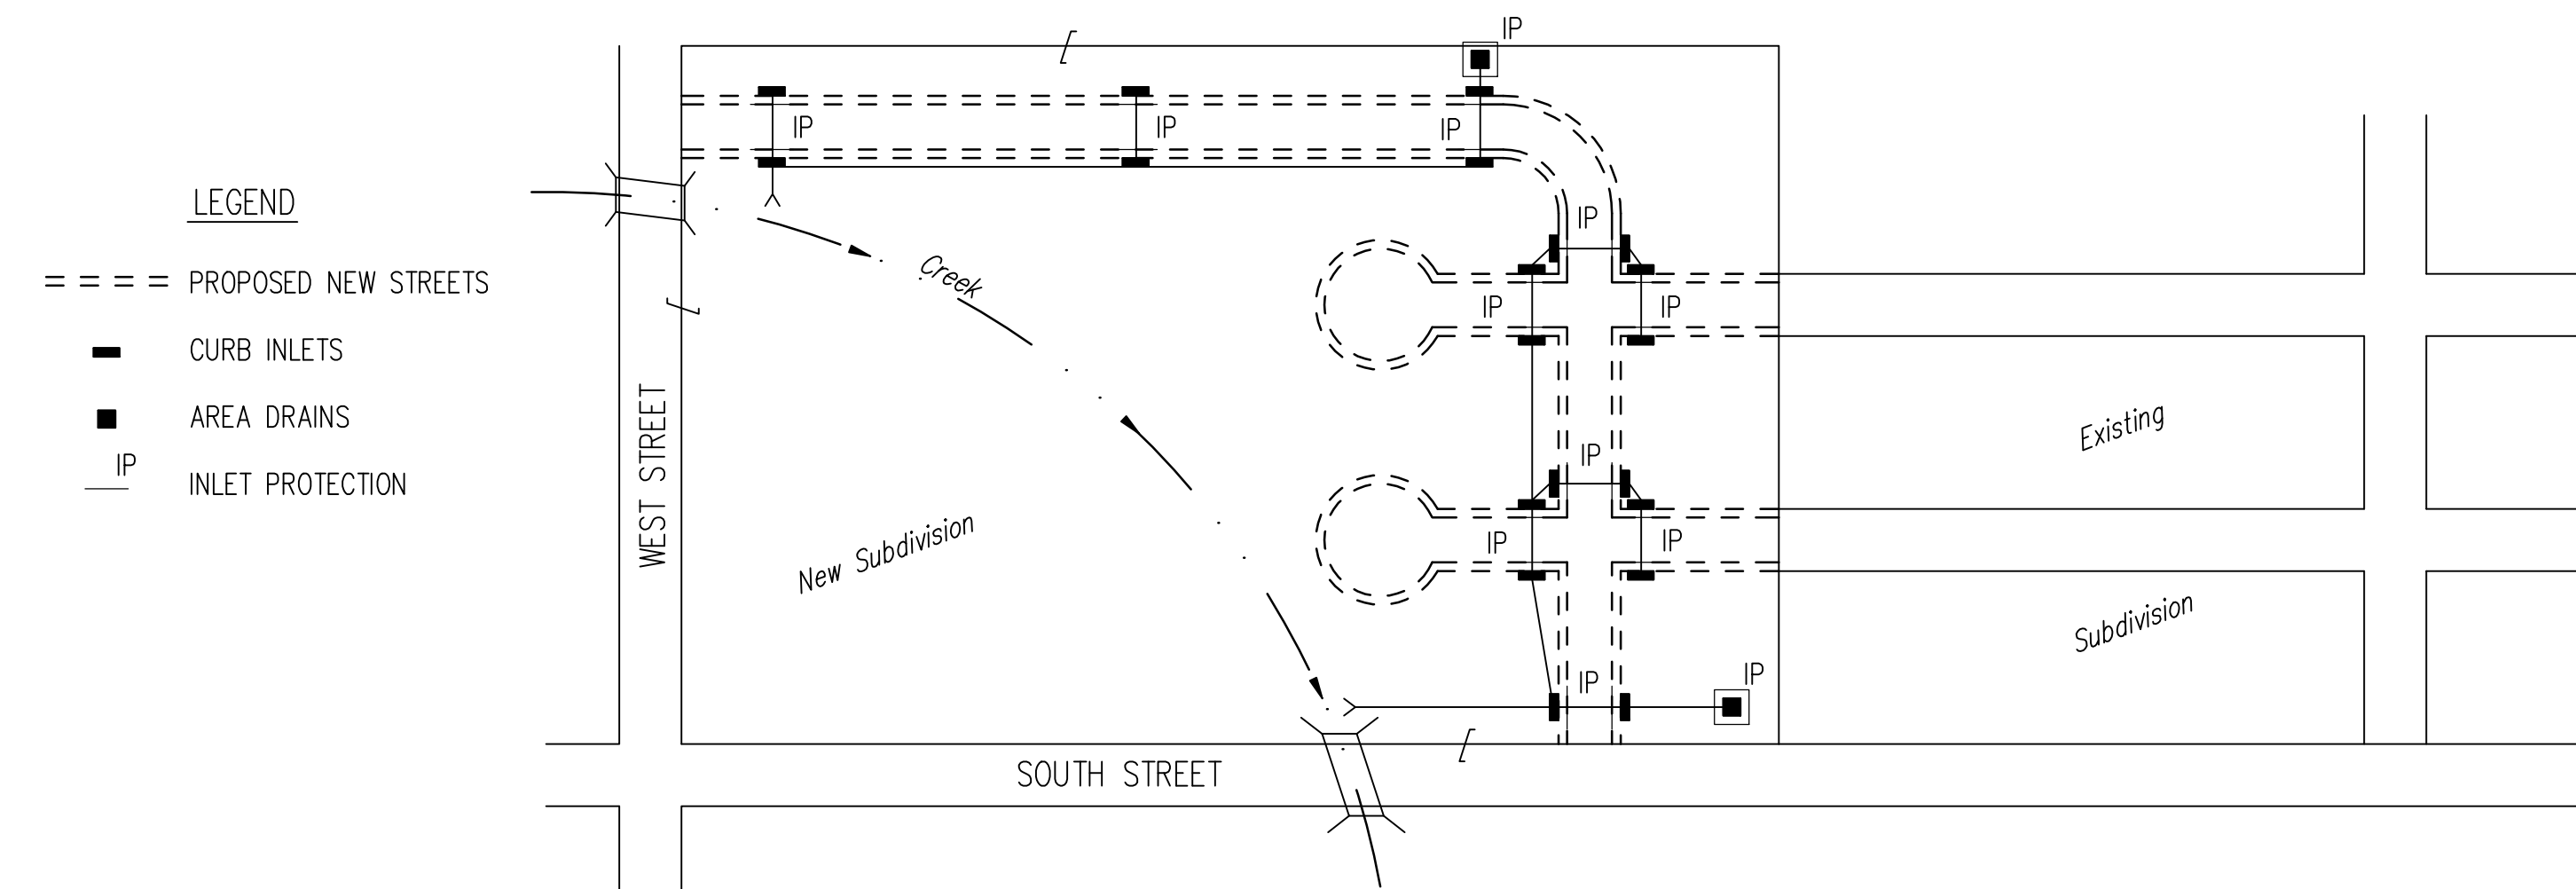 LEGEND
PROPOSED NEW STREETS
CURB INLETS
AREA DRAINS
IP
INLET PROTECTION
IP
IP
IP
IP
IP
IP
IP
IP
IP
IP
IP
IP
Creek
WEST STREET
New Subdivision
SOUTH STREET
Existing
Subdivision